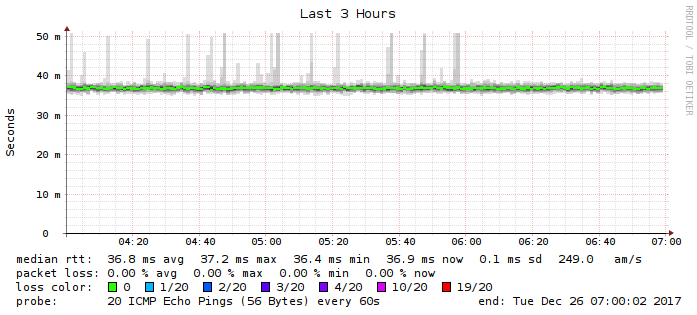 Last 3 Hours
RRDTOOL / TOBI OETIKER
Seconds
50 m
40 m
30 m
20 m
10 m
0
04:20 04:40 05:00 05:20 05:40 06:00 06:20 06:40 07:00
median rtt: 36.8 ms avg 37.2 ms max 36.4 ms min 36.9 ms now 0.1 ms sd 249.0 am/s
packet loss: 0.00 % avg 0.00 % max 0.00 % min 0.00 % now
loss color: 0 1/20 2/20 3/20 4/20 10/20 19/20
probe: 20 ICMP Echo Pings (56 Bytes) every 60s end: Tue Dec 26 07:00:02 2017